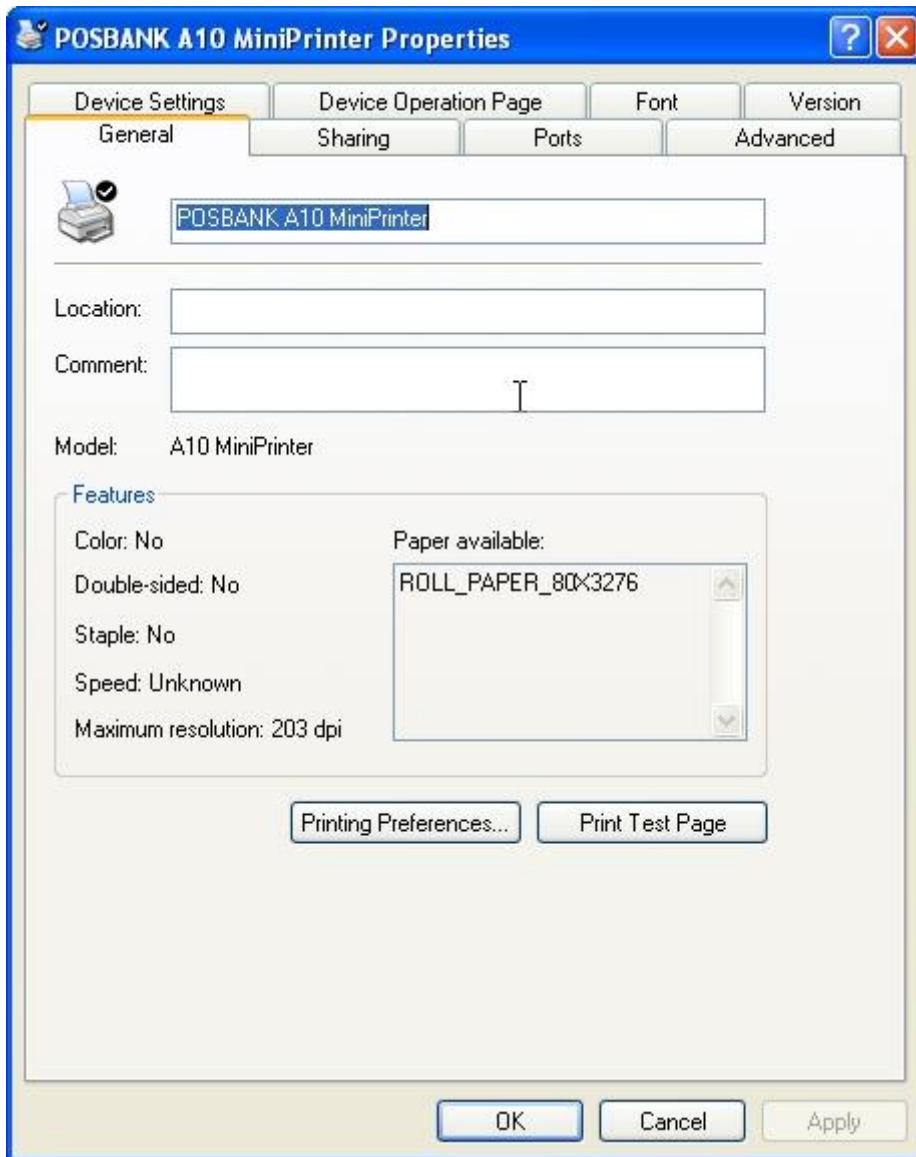 POSBANK A10 MiniPrinter Properties
Device Settings Device Operation Page Font Version
General Sharing Ports Advanced
POSBANK A10 MiniPrinter
Location:
Comment:
Model: A10 MiniPrinter
Features
Color: No Paper available:
Double-sided: No ROLL_PAPER_80X3276
Staple: No
Speed: Unknown
Maximum resolution: 203 dpi
Printing Preferences... Print Test Page
OK Cancel Apply